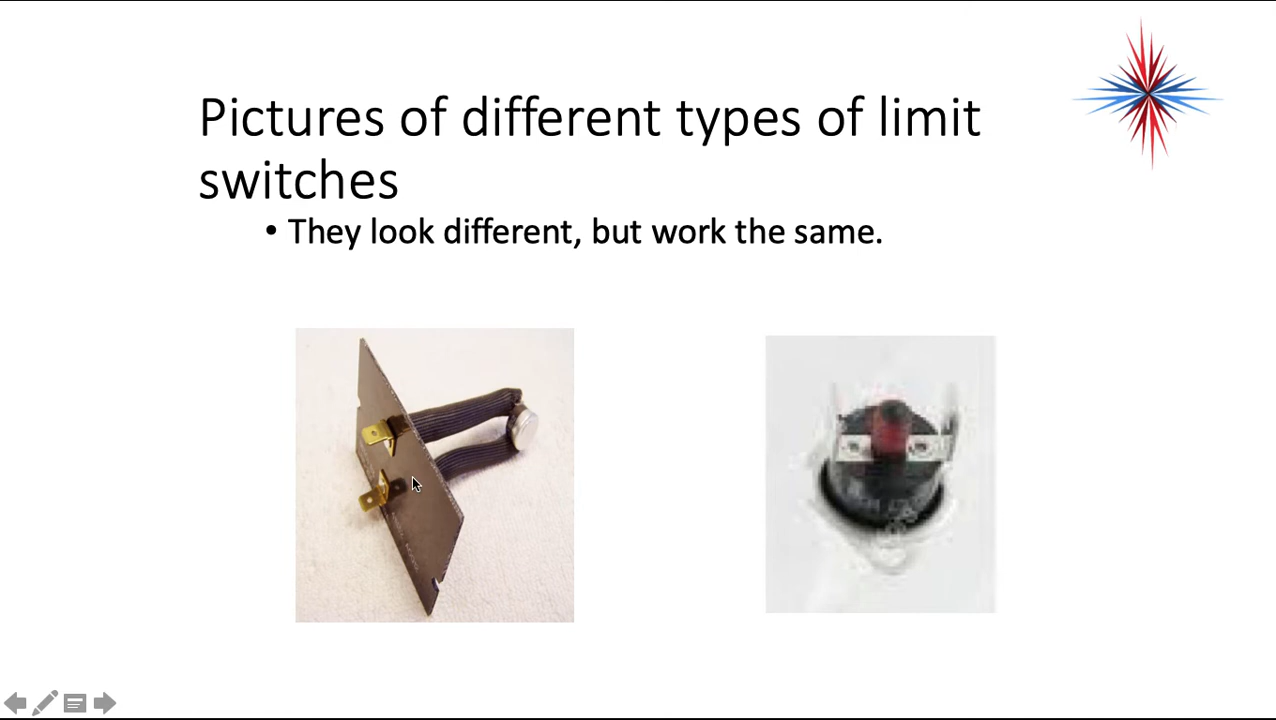 Pictures of different types of limit
switches
• They look different, but work the same.